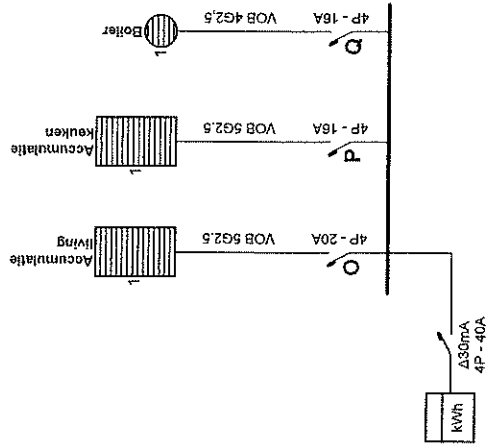 Boiler
1
VOB 4G2,5
4P - 16A
Q
Accumulatie
keuken
1
VOB 5G2.5
4P - 16A
P
Accumulatie
living
1
VOB 5G2.5
4P - 20A
O
Δ30mA
4P - 40A
kWh